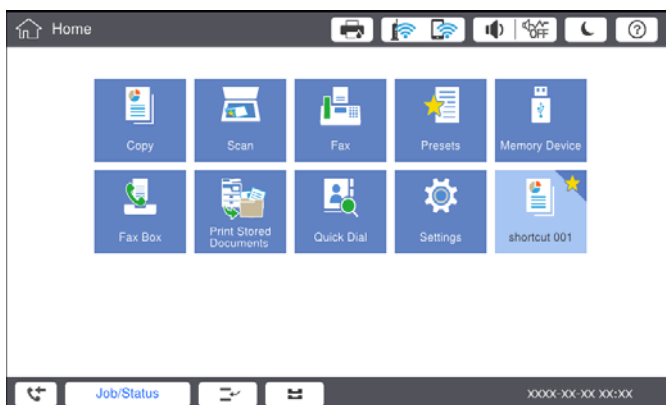 Home
OFF
?
Copy
Scan
Fax
Presets
Memory Device
Fax Box
Print Stored
Documents
Quick Dial
Settings
shortcut 001
Job/Status
XXXX-XX-XX XX:XX